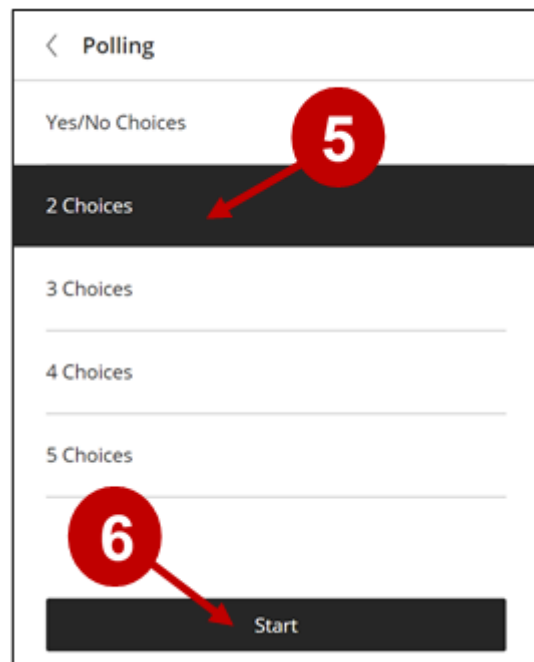 Polling
Yes/No Choices
5
2 Choices
3 Choices
4 Choices
5 Choices
6
Start